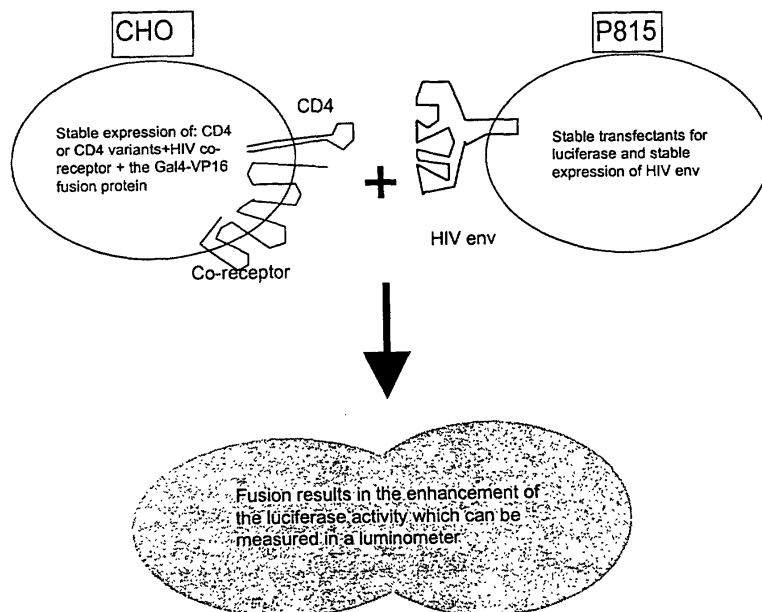 CHO
P815
CD4
Stable expression of: CD4
or CD4 variants+HIV co-
receptor + the Gal4-VP16
fusion protein
Stable transfectants for
luciferase and stable
expression of HIV env
+
HIV env
Co-receptor
Fusion results in the enhancement of
the luciferase activity which can be
measured in a luminometer